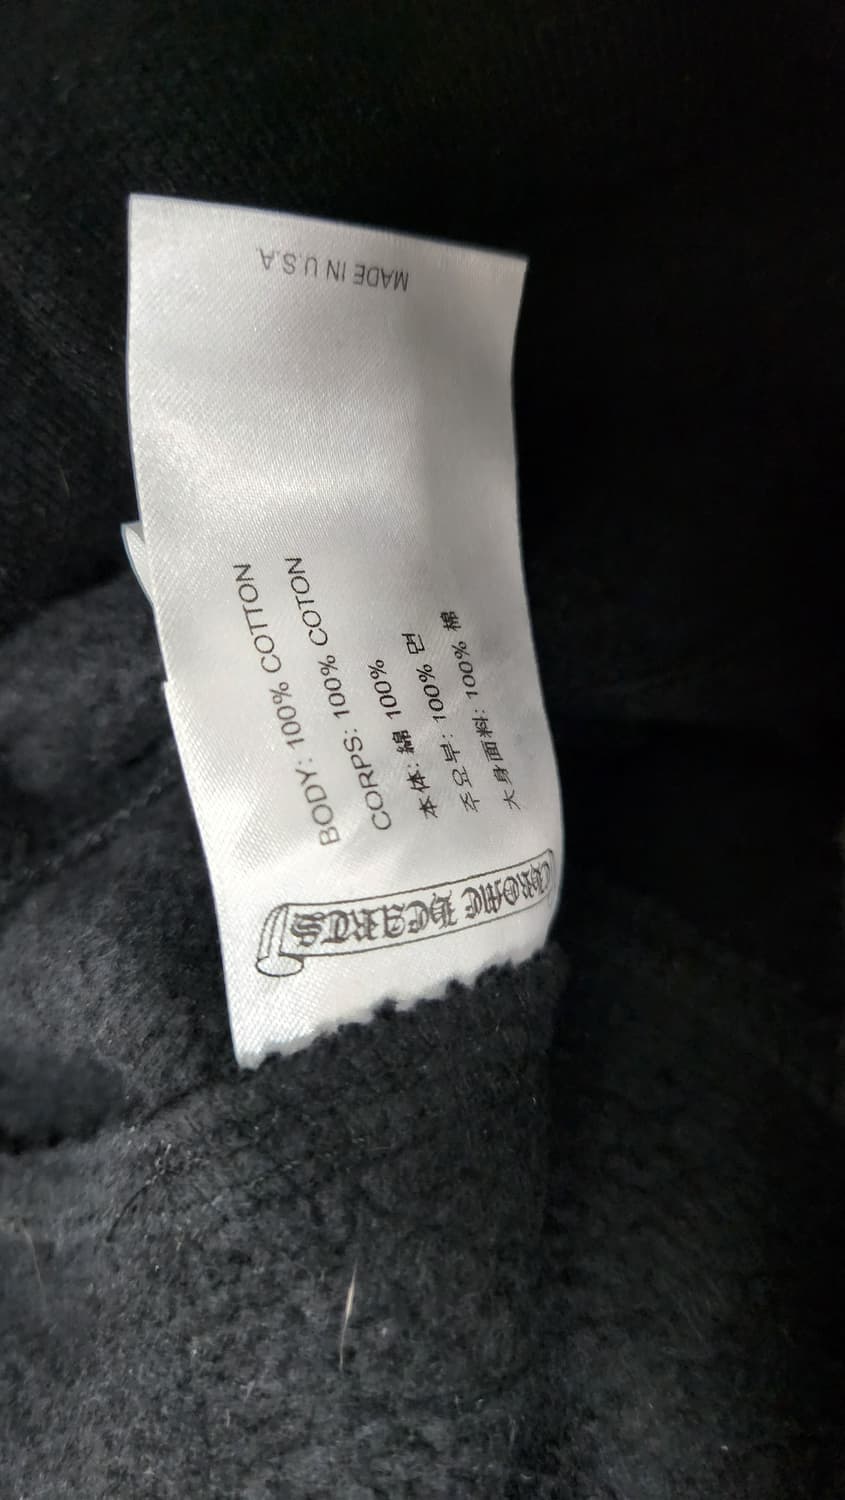 CHROME HEARTS
BODY: 100% COTTON
CORPS: 100% COTON
本体: 綿 100%
주요부: 100% 면
大身面料: 100% 棉
MADE IN U.S.A.